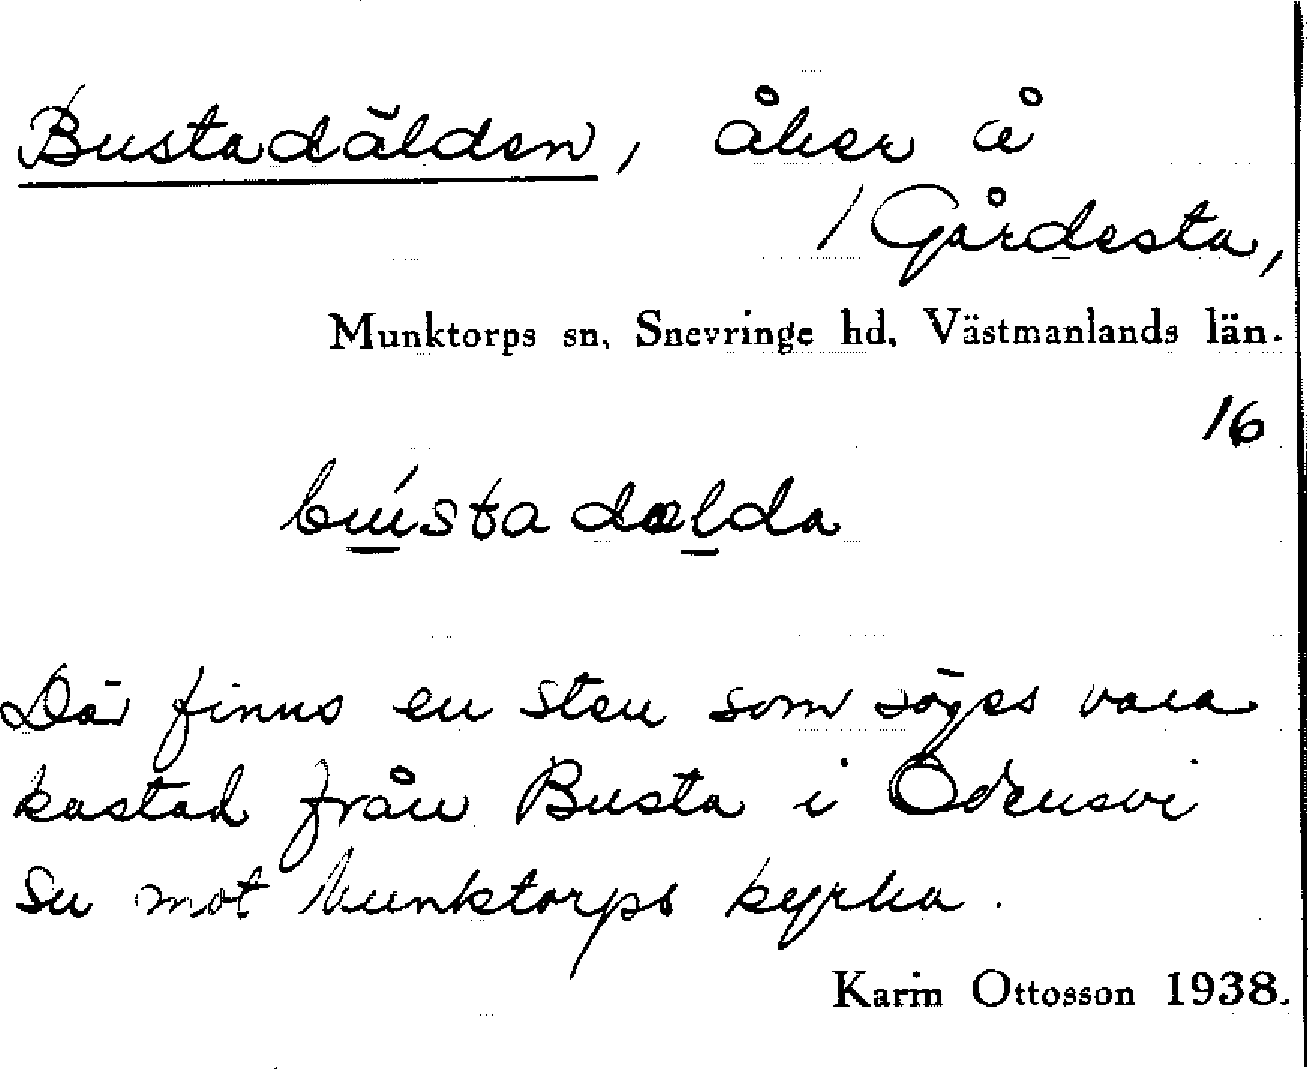 Bustadälden, åker å
/ Gårdesta,
Munktorps sn, Snevringe hd, Västmanlands län.
16
bústadælda
Där finns en sten som säges vara
kastad från Busta i Odensvi
sn mot Munktorps kyrka.
Karin Ottosson 1938.